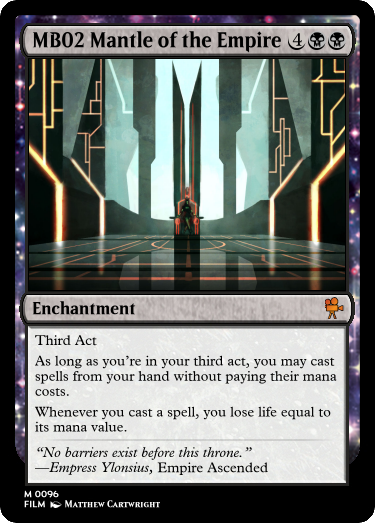 MB02 Mantle of the Empire 4
Enchantment
Third Act
As long as you’re in your third act, you may cast
spells from your hand without paying their mana
costs.
Whenever you cast a spell, you lose life equal to
its mana value.
“No barriers exist before this throne.”
—Empress Ylonsius, Empire Ascended
M 0096
FILM Matthew Cartwright